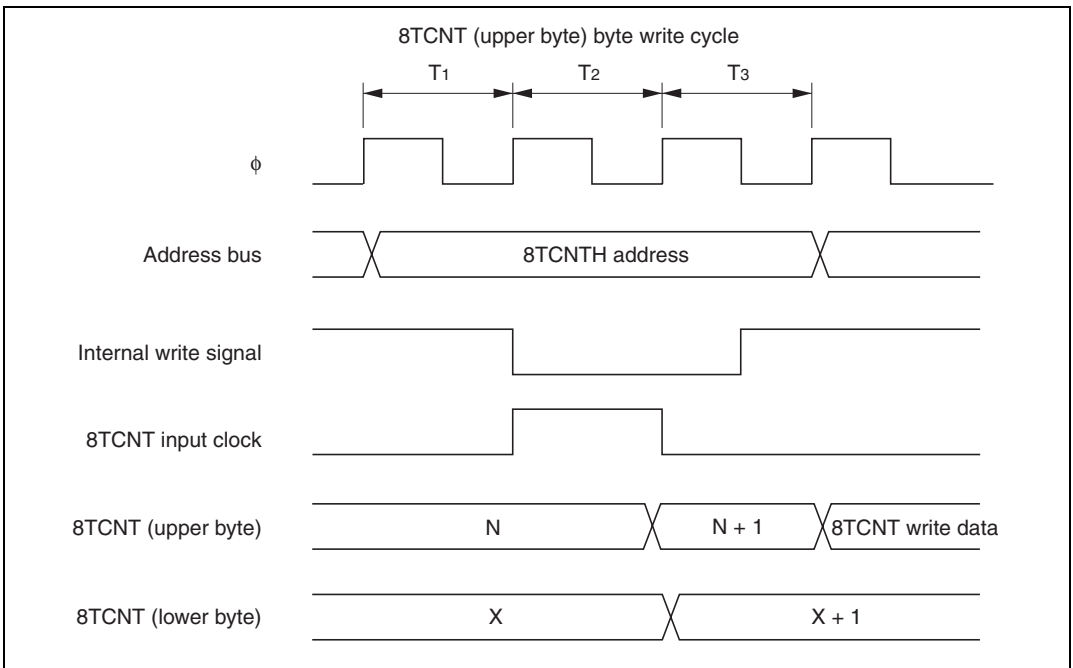 8TCNT (upper byte) byte write cycle
T1 T2 T3
φ
Address bus 8TCNTH address
Internal write signal
8TCNT input clock
8TCNT (upper byte) N N + 1 8TCNT write data
8TCNT (lower byte) X X + 1